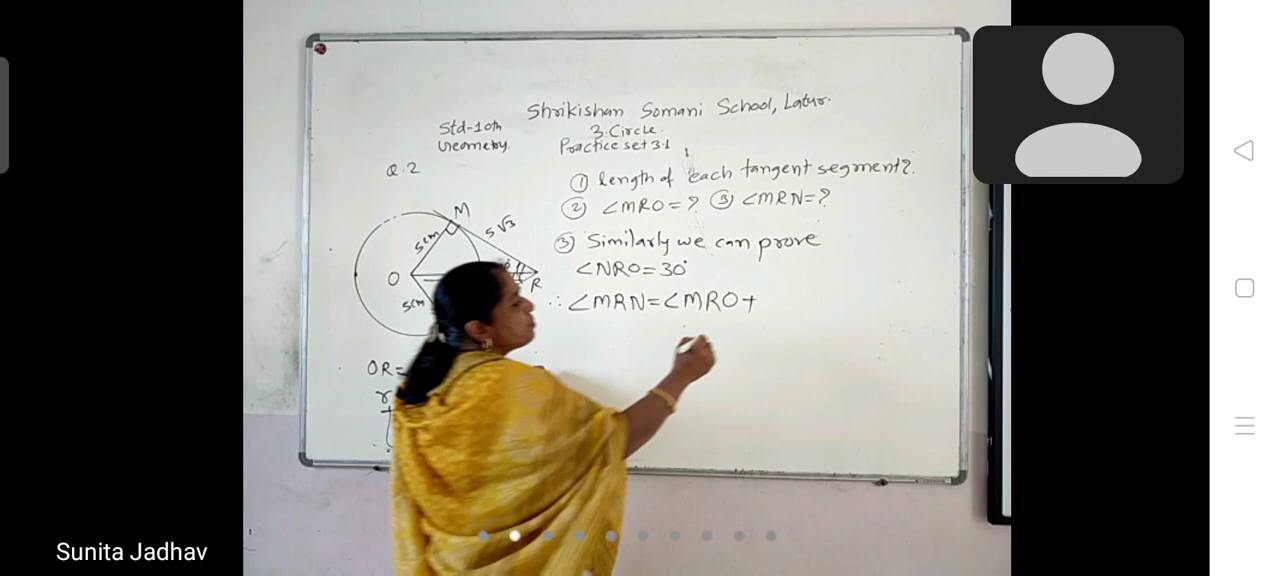 Shrikishan Somani School, Latur.
Std-10th
3. Circle.
Geometry.
Practice set 3.1
Q.2
① length of each tangent segment?
② ∠MRO=? ③ ∠MRN=?
M
5cm
5√3
O
R
5cm
③ Similarly we can prove
∠NRO=30°
∴ ∠MRN=∠MRO+
OR=
r
Sunita Jadhav